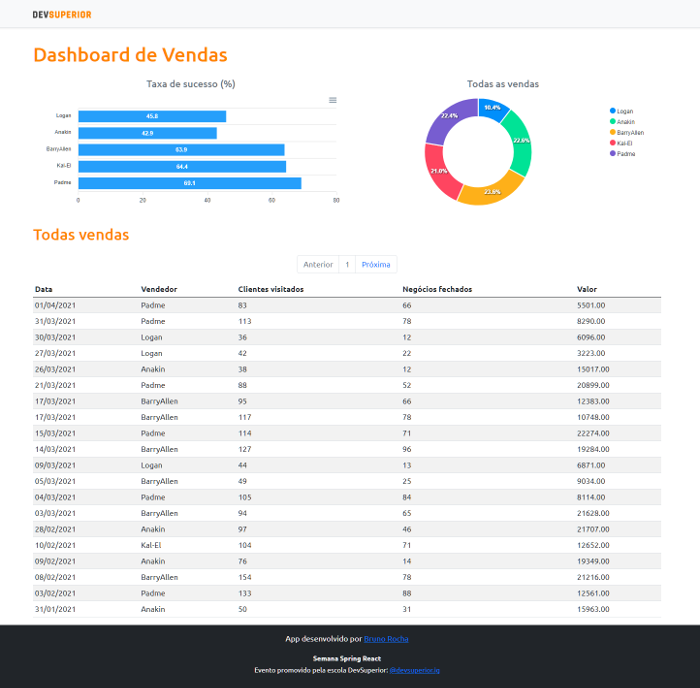 DEVSUPERIOR
Dashboard de Vendas
Taxa de sucesso (%)
Logan 45.8
Anakin 42.9
BarryAllen 63.9
Kal-El 64.4
Padme 69.1
0 20 40 60 80
Todas as vendas
10.4%
22.6%
23.6%
21.0%
22.4%
Logan
Anakin
BarryAllen
Kal-El
Padme
Todas vendas
Anterior 1 Próxima
Data Vendedor Clientes visitados Negócios fechados Valor
01/04/2021 Padme 83 66 5501.00
31/03/2021 Padme 113 78 8290.00
30/03/2021 Logan 36 12 6096.00
27/03/2021 Logan 42 22 3223.00
26/03/2021 Anakin 38 12 15017.00
21/03/2021 Padme 88 52 20899.00
17/03/2021 BarryAllen 95 66 12383.00
17/03/2021 BarryAllen 117 78 10748.00
15/03/2021 Padme 114 71 22274.00
14/03/2021 BarryAllen 127 96 19284.00
09/03/2021 Logan 44 13 6871.00
05/03/2021 BarryAllen 49 25 9034.00
04/03/2021 Padme 105 84 8114.00
03/03/2021 BarryAllen 94 65 21628.00
28/02/2021 Anakin 97 46 21707.00
10/02/2021 Kal-El 104 71 12652.00
09/02/2021 Anakin 76 14 19349.00
08/02/2021 BarryAllen 154 78 21216.00
03/02/2021 Padme 133 88 12561.00
31/01/2021 Anakin 50 31 15963.00
App desenvolvido por Bruno Rocha
Semana Spring React
Evento promovido pela escola DevSuperior: @devsuperior.ig